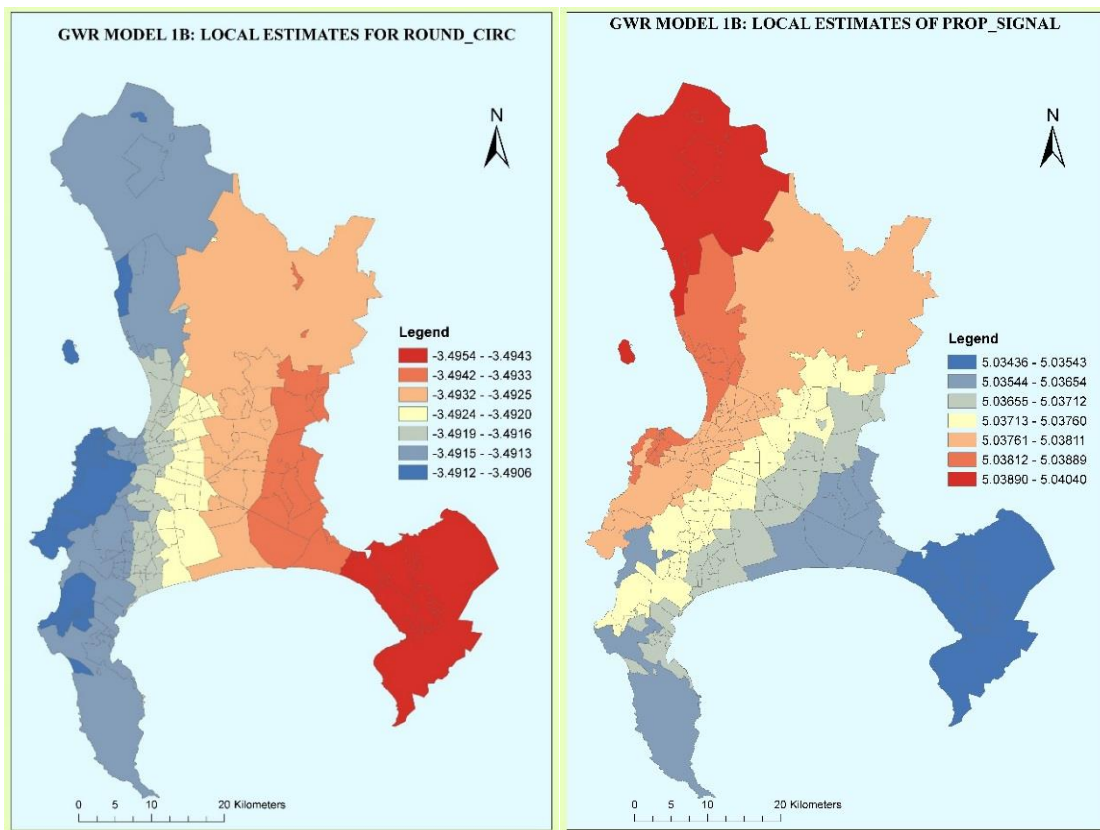 GWR MODEL 1B: LOCAL ESTIMATES FOR ROUND_CIRC
N
Legend
-3.4954 - -3.4943
-3.4942 - -3.4933
-3.4932 - -3.4925
-3.4924 - -3.4920
-3.4919 - -3.4916
-3.4915 - -3.4913
-3.4912 - -3.4906
0 5 10 20 Kilometers
GWR MODEL 1B: LOCAL ESTIMATES OF PROP_SIGNAL
N
Legend
5.03436 - 5.03543
5.03544 - 5.03654
5.03655 - 5.03712
5.03713 - 5.03760
5.03761 - 5.03811
5.03812 - 5.03889
5.03890 - 5.04040
0 5 10 20 Kilometers